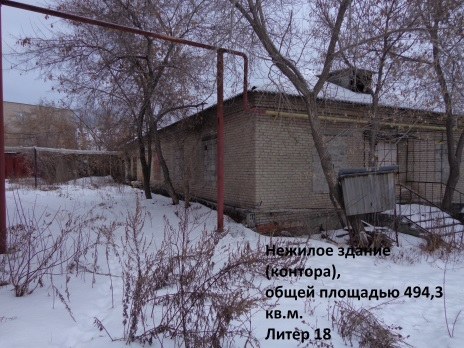 Нежилое здание
(контора),
общей площадью 494,3
кв.м.
Литер 18